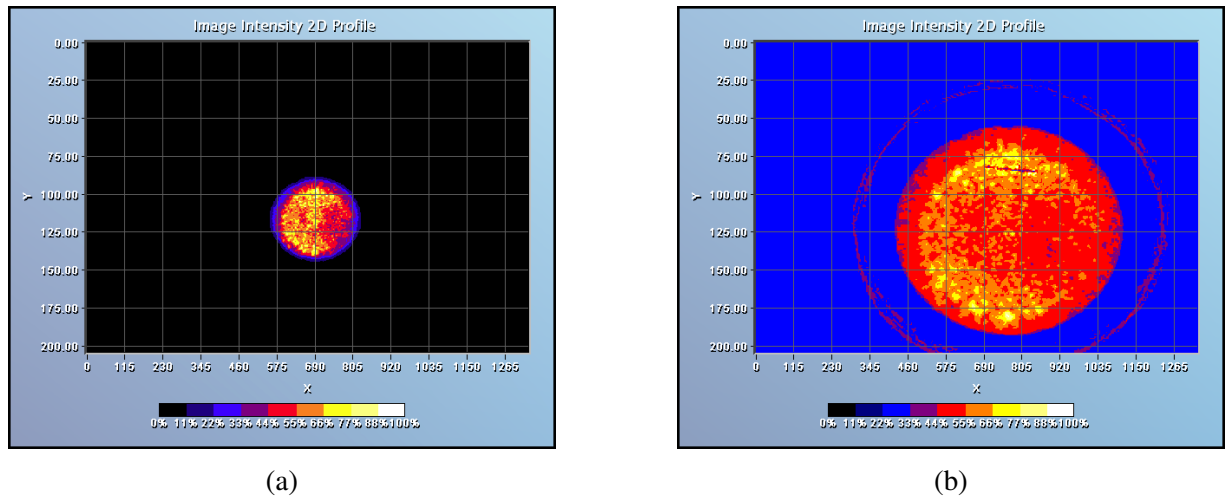 Image Intensity 2D Profile
0.00
25.00
50.00
75.00
100.00
125.00
150.00
175.00
200.00
Y
0 115 230 345 460 575 690 805 920 1035 1150 1265
X
0% 11% 22% 33% 44% 55% 66% 77% 88% 100%
(a)
Image Intensity 2D Profile
0.00
25.00
50.00
75.00
100.00
125.00
150.00
175.00
200.00
Y
0 115 230 345 460 575 690 805 920 1035 1150 1265
X
0% 11% 22% 33% 44% 55% 66% 77% 88% 100%
(b)